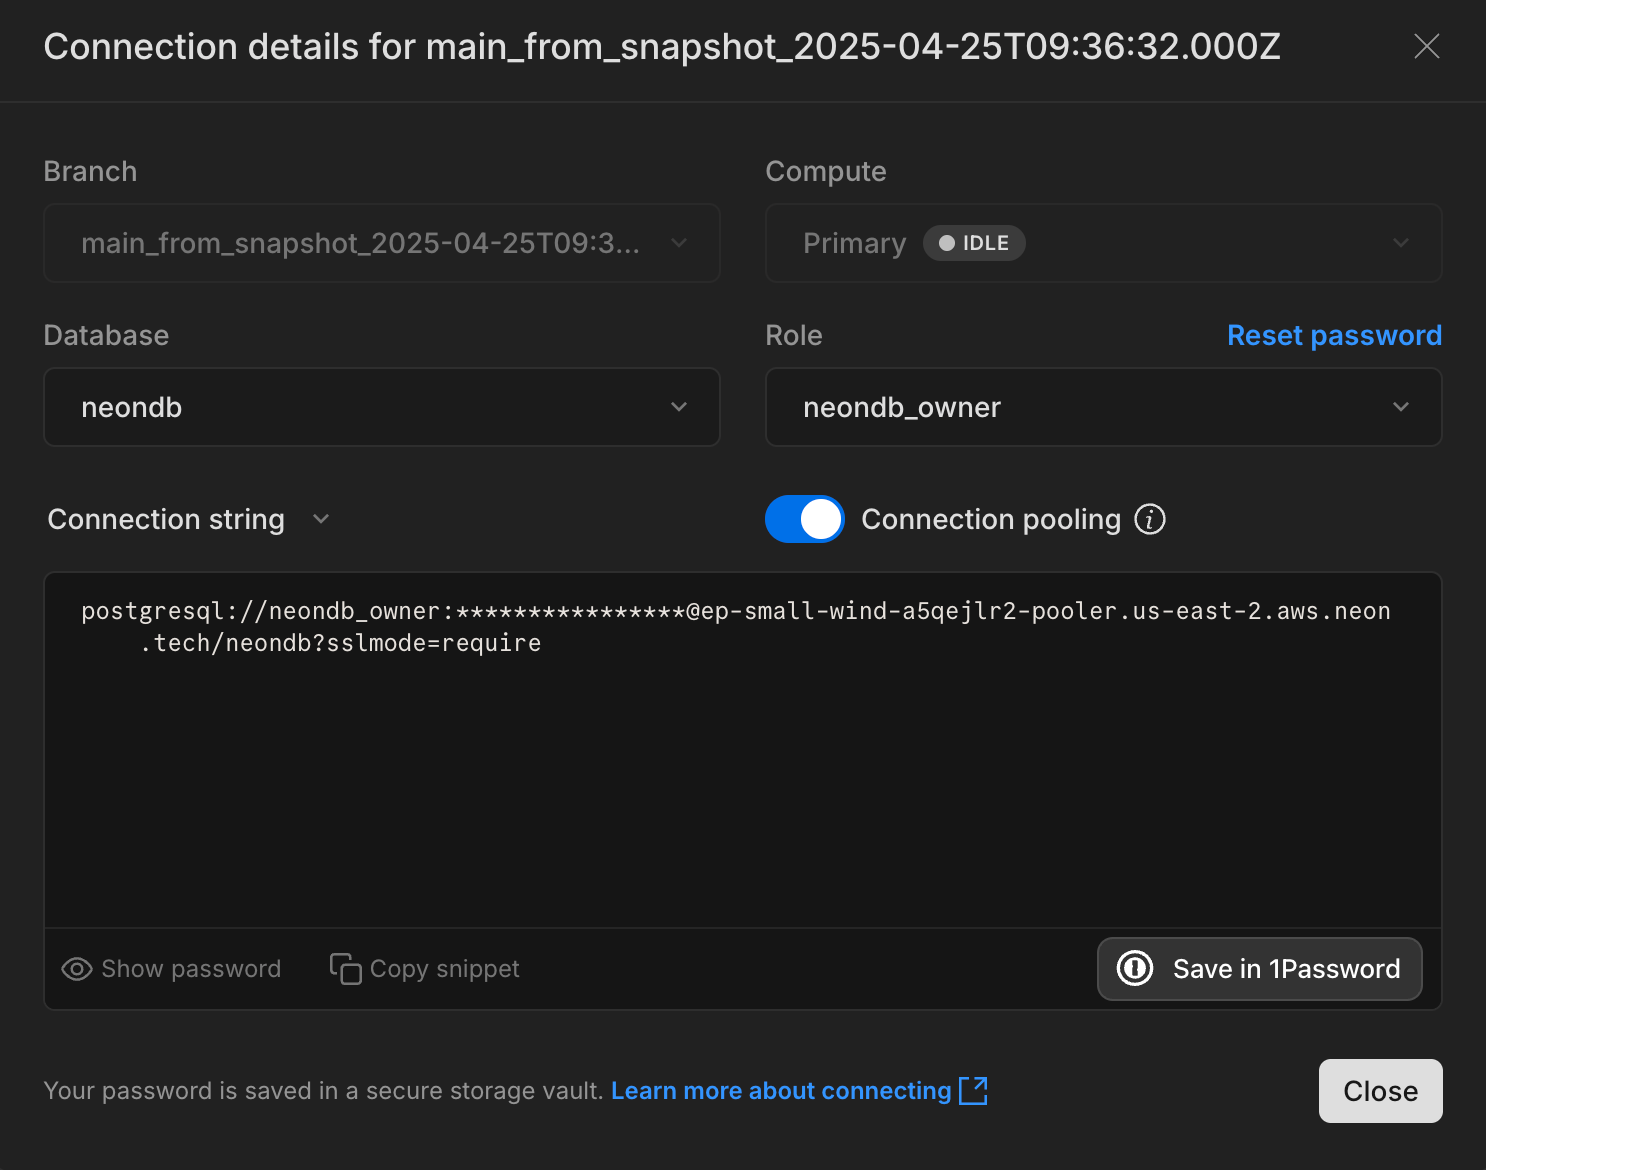 Connection details for main_from_snapshot_2025-04-25T09:36:32.000Z
Branch
main_from_snapshot_2025-04-25T09:3...
Compute
Primary IDLE
Database
neondb
Role
Reset password
neondb_owner
Connection string
Connection pooling
postgresql://neondb_owner:****************@ep-small-wind-a5qejlr2-pooler.us-east-2.aws.neon
.tech/neondb?sslmode=require
Show password
Copy snippet
Save in 1Password
Your password is saved in a secure storage vault. Learn more about connecting
Close